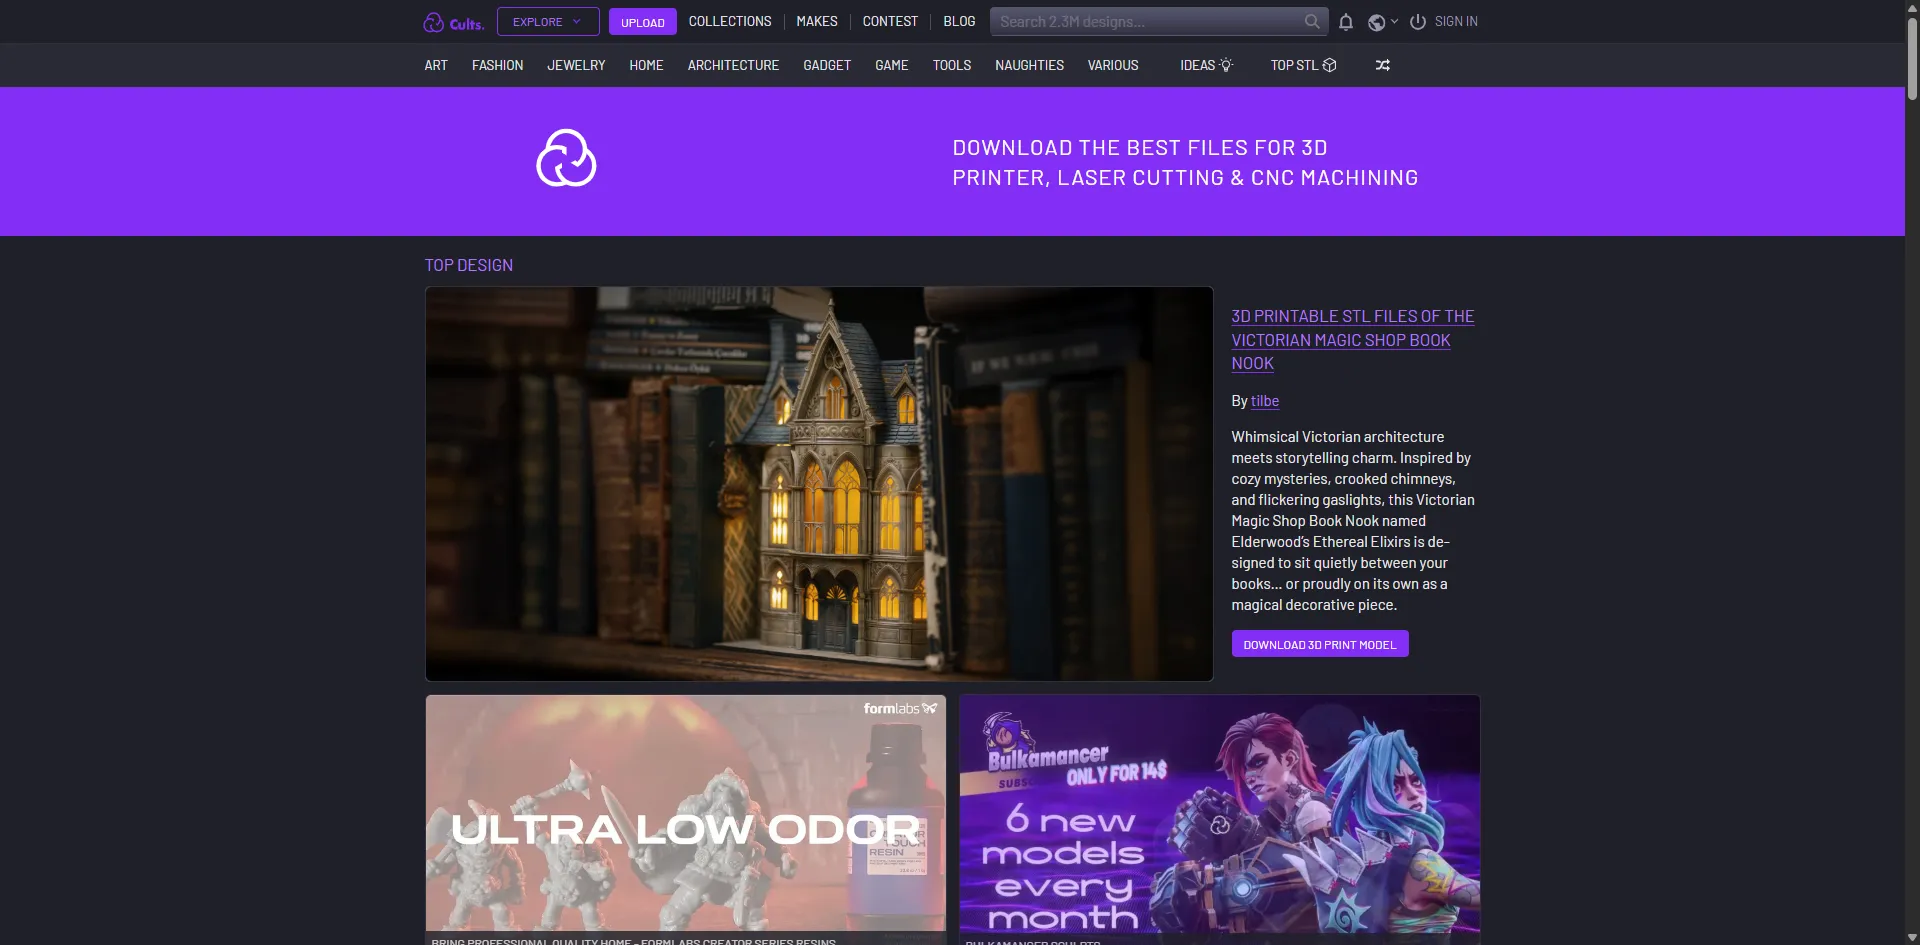 Cults.
EXPLORE
UPLOAD
COLLECTIONS
MAKES
CONTEST
BLOG
Search 2.3M designs...
SIGN IN
ART
FASHION
JEWELRY
HOME
ARCHITECTURE
GADGET
GAME
TOOLS
NAUGHTIES
VARIOUS
IDEAS
TOP STL
DOWNLOAD THE BEST FILES FOR 3D
PRINTER, LASER CUTTING & CNC MACHINING
TOP DESIGN
3D PRINTABLE STL FILES OF THE
VICTORIAN MAGIC SHOP BOOK
NOOK
By tilbe
Whimsical Victorian architecture
meets storytelling charm. Inspired by
cozy mysteries, crooked chimneys,
and flickering gaslights, this Victorian
Magic Shop Book Nook named
Elderwood’s Ethereal Elixirs is de-
signed to sit quietly between your
books… or proudly on its own as a
magical decorative piece.
DOWNLOAD 3D PRINT MODEL
formlabs
ULTRA LOW ODOR
RESIN
BRING PROFESSIONAL QUALITY HOME - FORMLABS CREATOR SERIES RESINS
Bulkamancer
ONLY FOR 14$
6 new
models
every
month
BULKAMANCER SCULPTS